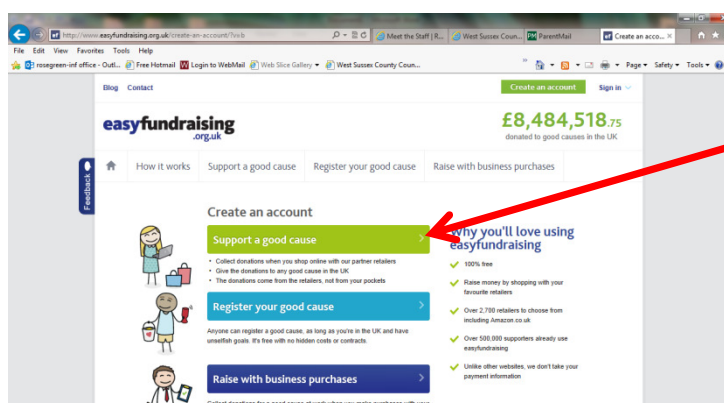 http://www.easyfundraising.org.uk/create-an-account/?v=b
Meet the Staff | R...
West Sussex Coun...
PM ParentMail
ef Create an acco...
File Edit View Favorites Tools Help
rosegreen-inf office - Outl...
Free Hotmail
Login to WebMail
Web Slice Gallery
West Sussex County Coun...
Page
Safety
Tools
Blog Contact
Create an account
Sign in
easyfundraising
.org.uk
£8,484,518.75
donated to good causes in the UK
How it works Support a good cause Register your good cause Raise with business purchases
Feedback
Create an account
Support a good cause
• Collect donations when you shop online with our partner retailers
• Give the donations to any good cause in the UK
• The donations come from the retailers, not from your pockets
Register your good cause
Anyone can register a good cause, as long as you're in the UK and have
unselfish goals. It's free with no hidden costs or contracts.
Raise with business purchases
Why you'll love using
easyfundraising
100% free
Raise money by shopping with your
favourite retailers
Over 2,700 retailers to choose from
including Amazon.co.uk
Over 500,000 supporters already use
easyfundraising
Unlike other websites, we don't take your
payment information